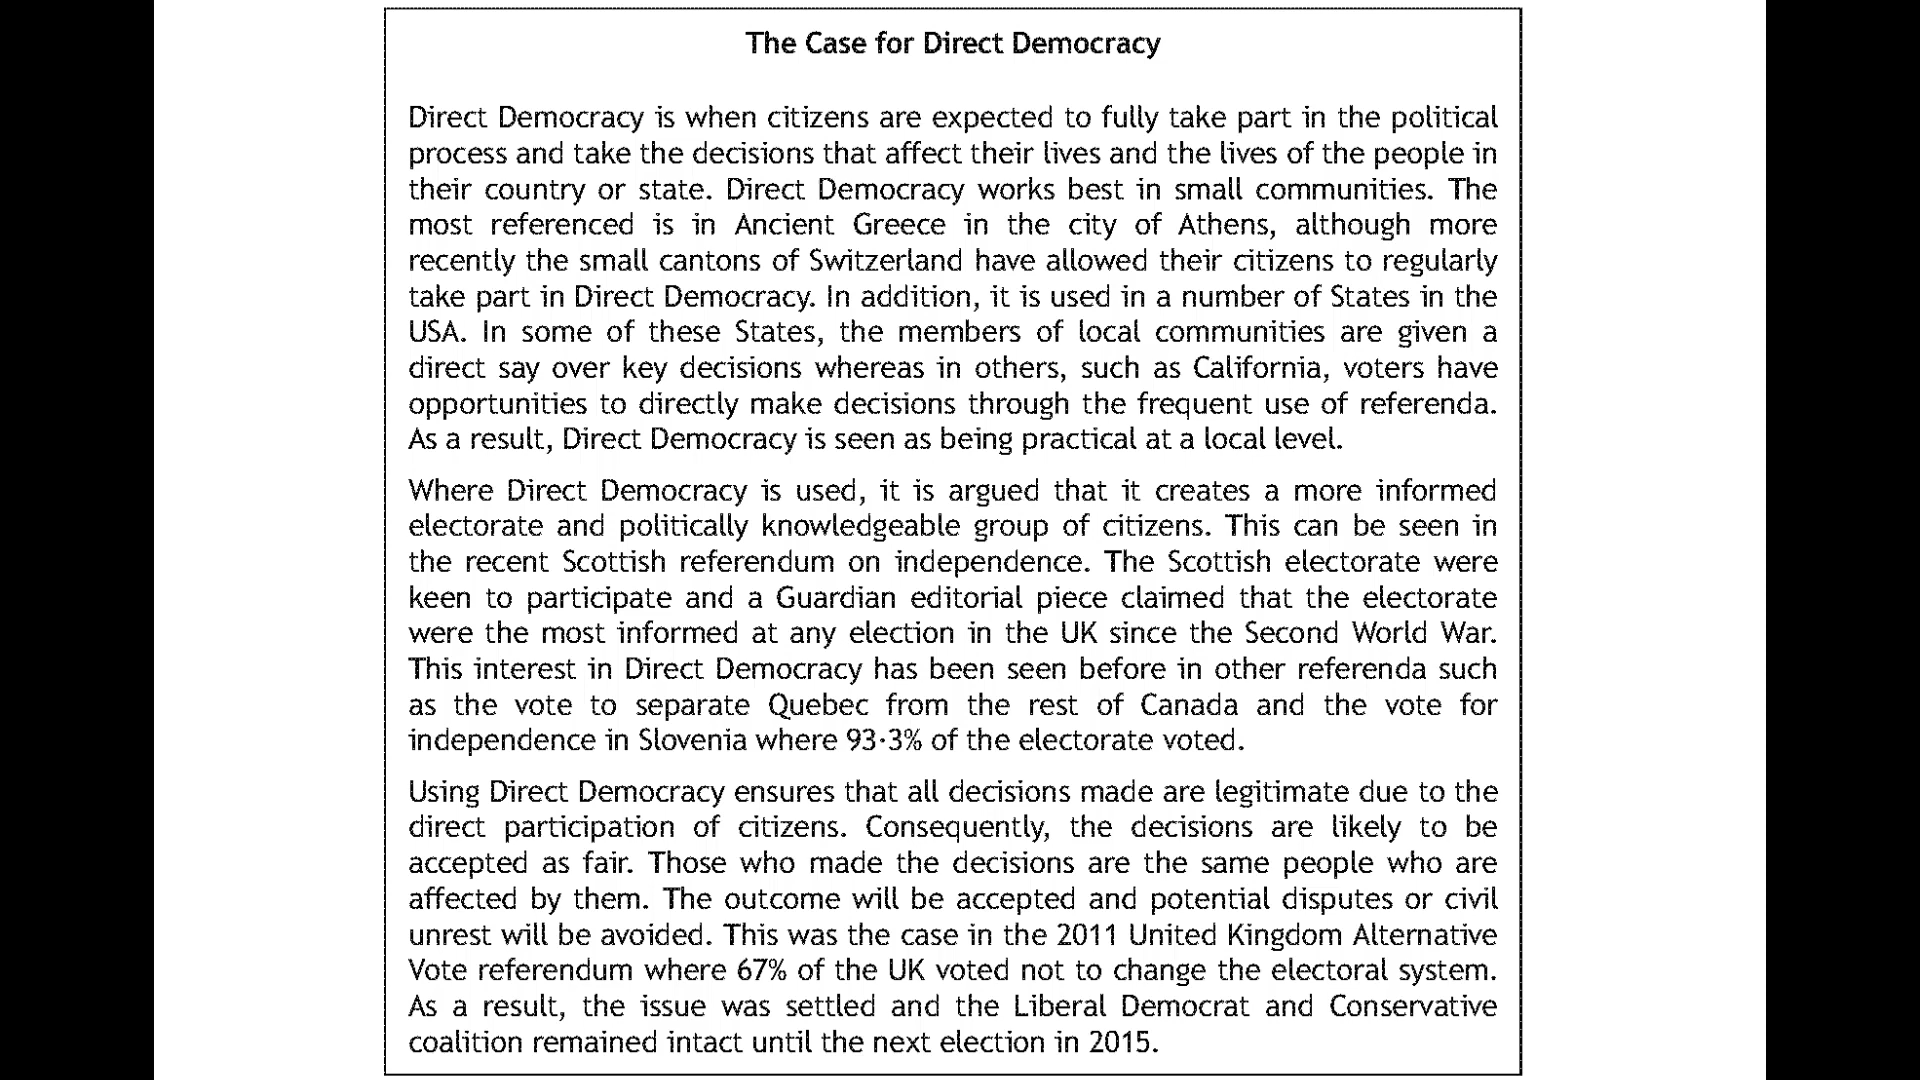 The Case for Direct Democracy
Direct Democracy is when citizens are expected to fully take part in the political
process and take the decisions that affect their lives and the lives of the people in
their country or state. Direct Democracy works best in small communities. The
most referenced is in Ancient Greece in the city of Athens, although more
recently the small cantons of Switzerland have allowed their citizens to regularly
take part in Direct Democracy. In addition, it is used in a number of States in the
USA. In some of these States, the members of local communities are given a
direct say over key decisions whereas in others, such as California, voters have
opportunities to directly make decisions through the frequent use of referenda.
As a result, Direct Democracy is seen as being practical at a local level.
Where Direct Democracy is used, it is argued that it creates a more informed
electorate and politically knowledgeable group of citizens. This can be seen in
the recent Scottish referendum on independence. The Scottish electorate were
keen to participate and a Guardian editorial piece claimed that the electorate
were the most informed at any election in the UK since the Second World War.
This interest in Direct Democracy has been seen before in other referenda such
as the vote to separate Quebec from the rest of Canada and the vote for
independence in Slovenia where 93·3% of the electorate voted.
Using Direct Democracy ensures that all decisions made are legitimate due to the
direct participation of citizens. Consequently, the decisions are likely to be
accepted as fair. Those who made the decisions are the same people who are
affected by them. The outcome will be accepted and potential disputes or civil
unrest will be avoided. This was the case in the 2011 United Kingdom Alternative
Vote referendum where 67% of the UK voted not to change the electoral system.
As a result, the issue was settled and the Liberal Democrat and Conservative
coalition remained intact until the next election in 2015.